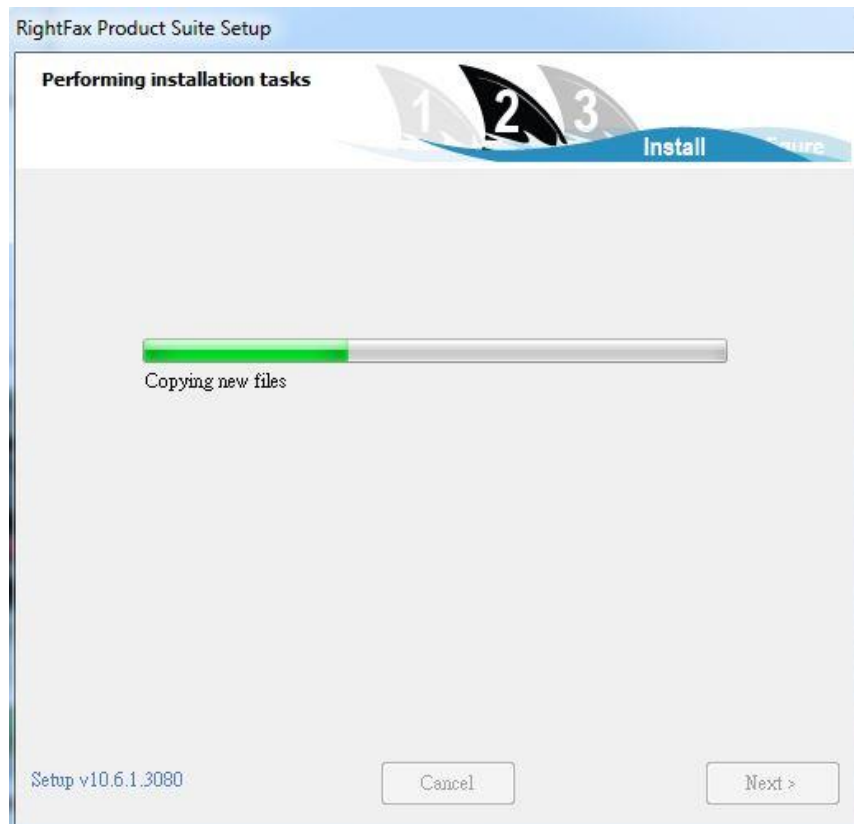 RightFax Product Suite Setup
Performing installation tasks
1 2 3
Install
Copying new files
Setup v10.6.1.3080
Cancel
Next >